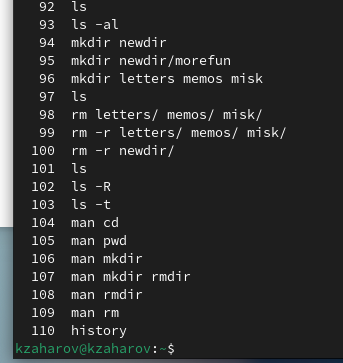 92 ls
93 ls -al
94 mkdir newdir
95 mkdir newdir/morefun
96 mkdir letters memos misk
97 ls
98 rm letters/ memos/ misk/
99 rm -r letters/ memos/ misk/
100 rm -r newdir/
101 ls
102 ls -R
103 ls -t
104 man cd
105 man pwd
106 man mkdir
107 man mkdir rmdir
108 man rmdir
109 man rm
110 history
kzaharov@kzaharov:~$